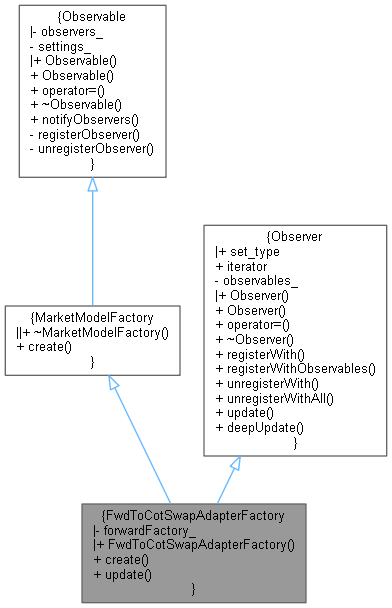 {Observable
|- observers_
- settings_
|+ Observable()
+ Observable()
+ operator=()
+ ~Observable()
+ notifyObservers()
- registerObserver()
- unregisterObserver()
}
{Observer
|+ set_type
+ iterator
- observables_
|+ Observer()
+ Observer()
+ operator=()
+ ~Observer()
+ registerWith()
+ registerWithObservables()
+ unregisterWith()
+ unregisterWithAll()
+ update()
+ deepUpdate()
}
{MarketModelFactory
||+ ~MarketModelFactory()
+ create()
}
{FwdToCotSwapAdapterFactory
|- forwardFactory_
|+ FwdToCotSwapAdapterFactory()
+ create()
+ update()
}